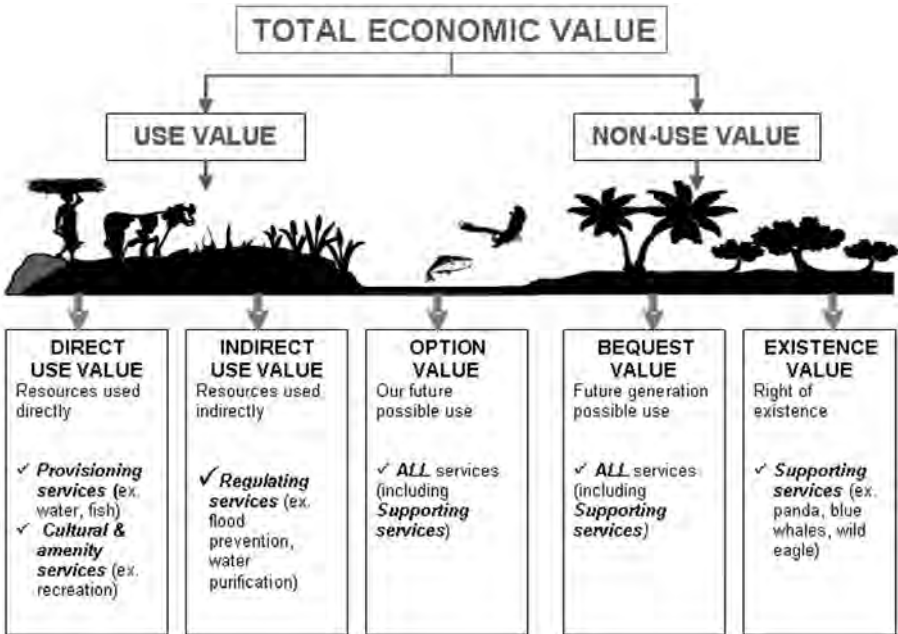 TOTAL ECONOMIC VALUE
USE VALUE
NON-USE VALUE
DIRECT
USE VALUE
Resources used
directly
✓ Provisioning
services (ex.
water, fish)
✓ Cultural &
amenity
services (ex.
recreation)
INDIRECT
USE VALUE
Resources used
indirectly
✓ Regulating
services (ex.
flood
prevention,
water
purification)
OPTION
VALUE
Our future
possible use
✓ ALL services
(including
Supporting
services)
BEQUEST
VALUE
Future generation
possible use
✓ ALL services
(including
Supporting
services)
EXISTENCE
VALUE
Right of
existence
✓ Supporting
services (ex.
panda, blue
whales, wild
eagle)